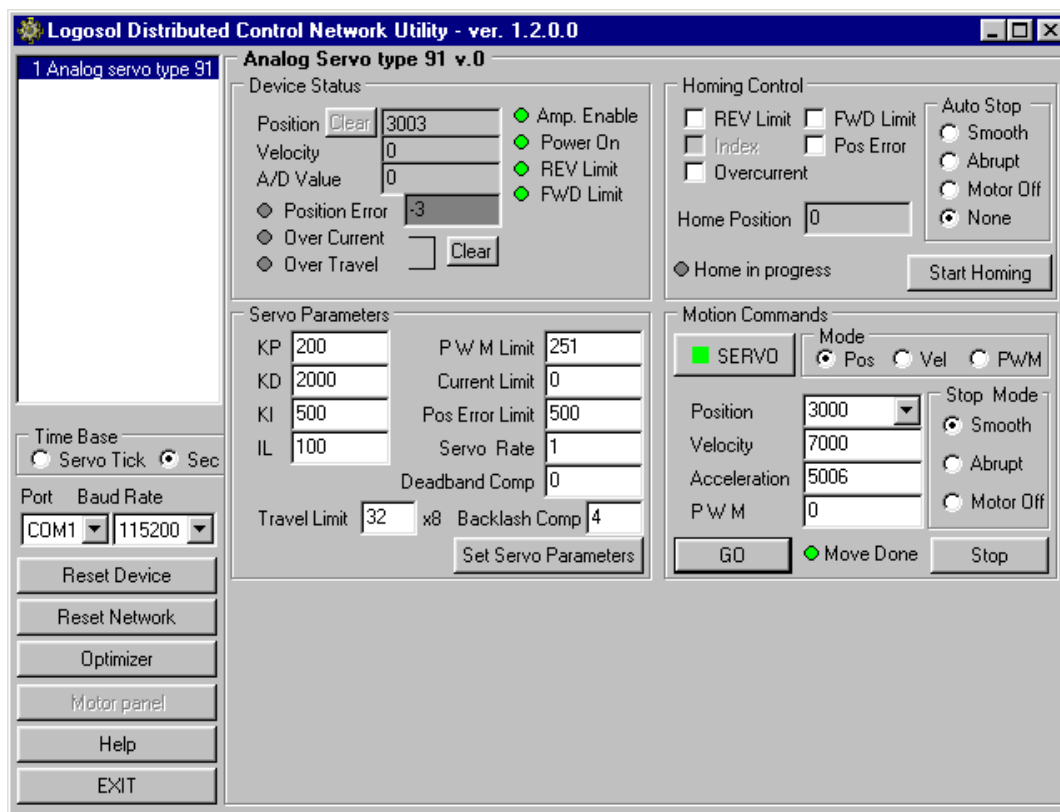 Logosol Distributed Control Network Utility - ver. 1.2.0.0
1 Analog servo type 91
Analog Servo type 91 v.0
Device Status
Position Clear 3003
Velocity 0
A/D Value 0
Position Error -3
Over Current
Over Travel
Clear
Amp. Enable
Power On
REV Limit
FWD Limit
Homing Control
REV Limit FWD Limit
Index Pos Error
Overcurrent
Home Position 0
Auto Stop
Smooth
Abrupt
Motor Off
None
Home in progress Start Homing
Servo Parameters
KP 200 P W M Limit 251
KD 2000 Current Limit 0
KI 500 Pos Error Limit 500
IL 100 Servo Rate 1
Deadband Comp 0
Travel Limit 32 x8 Backlash Comp 4
Set Servo Parameters
Motion Commands
SERVO
Mode
Pos Vel PWM
Position 3000
Velocity 7000
Acceleration 5006
P W M 0
Stop Mode
Smooth
Abrupt
Motor Off
GO Move Done Stop
Time Base
Servo Tick Sec
Port Baud Rate
COM1 115200
Reset Device
Reset Network
Optimizer
Motor panel
Help
EXIT